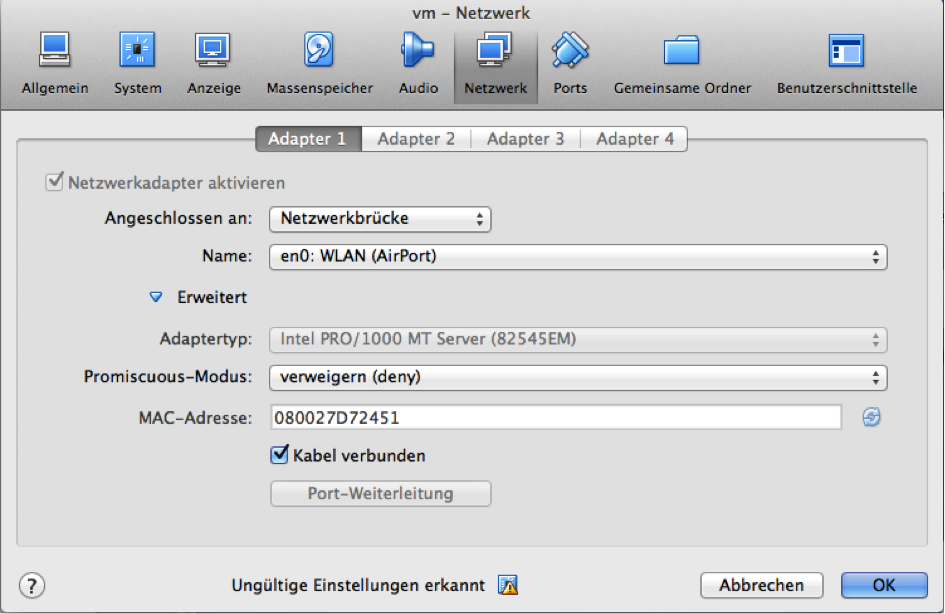 vm – Netzwerk
Allgemein System Anzeige Massenspeicher Audio Netzwerk Ports Gemeinsame Ordner Benutzerschnittstelle
Adapter 1 Adapter 2 Adapter 3 Adapter 4
Netzwerkadapter aktivieren
Angeschlossen an: Netzwerkbrücke
Name: en0: WLAN (AirPort)
Erweitert
Adaptertyp: Intel PRO/1000 MT Server (82545EM)
Promiscuous-Modus: verweigern (deny)
MAC-Adresse: 080027D72451
Kabel verbunden
Port-Weiterleitung
? Ungültige Einstellungen erkannt Abbrechen OK